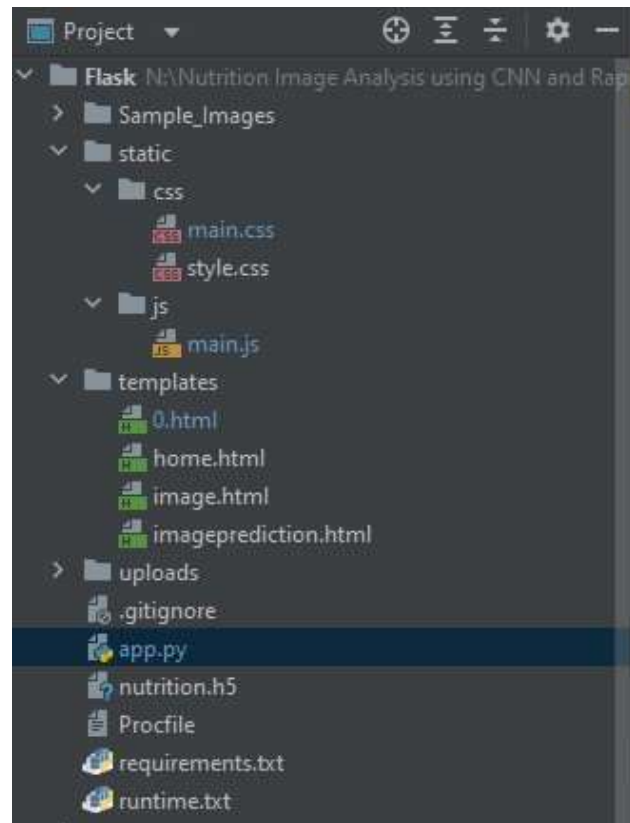 Project
Flask N:\Nutrition Image Analysis using CNN and Rap
Sample_Images
static
css
main.css
style.css
js
main.js
templates
0.html
home.html
image.html
imageprediction.html
uploads
.gitignore
app.py
nutrition.h5
Procfile
requirements.txt
runtime.txt